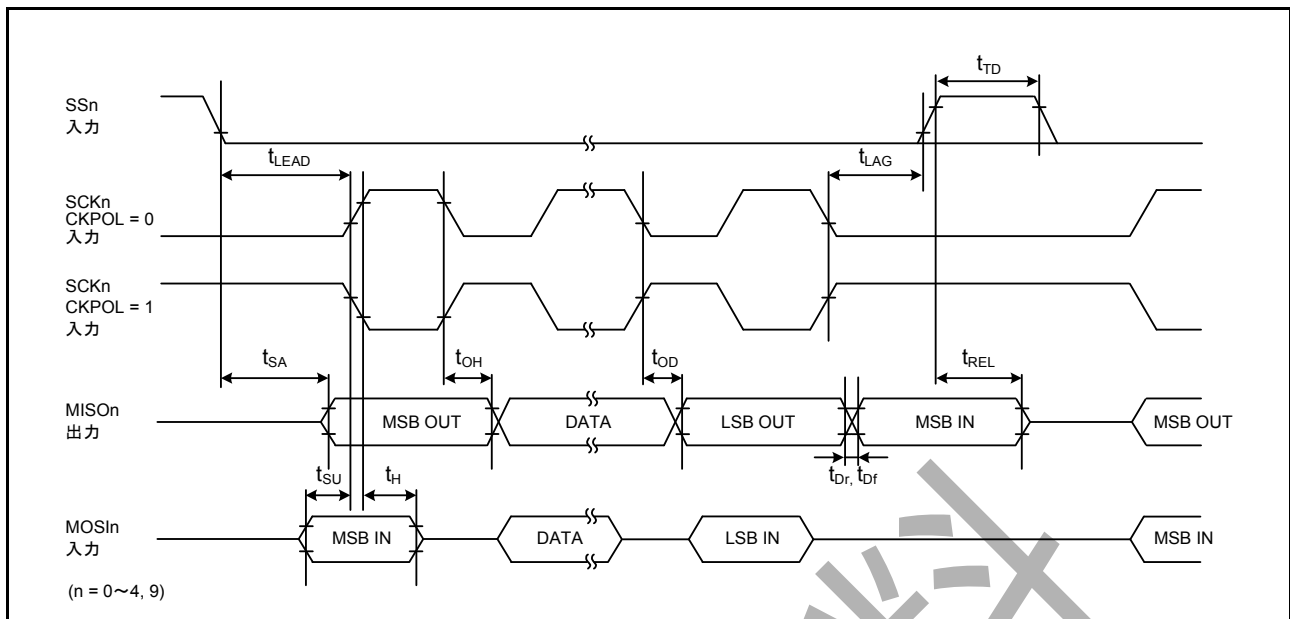 tTD
SSn
入力
tLEAD
tLAG
SCKn
CKPOL = 0
入力
SCKn
CKPOL = 1
入力
tSA
tOH
tOD
tREL
MISOn
出力
MSB OUT
DATA
LSB OUT
MSB IN
MSB OUT
tSU
tH
tDr, tDf
MOSIn
入力
MSB IN
DATA
LSB IN
MSB IN
(n = 0〜4, 9)